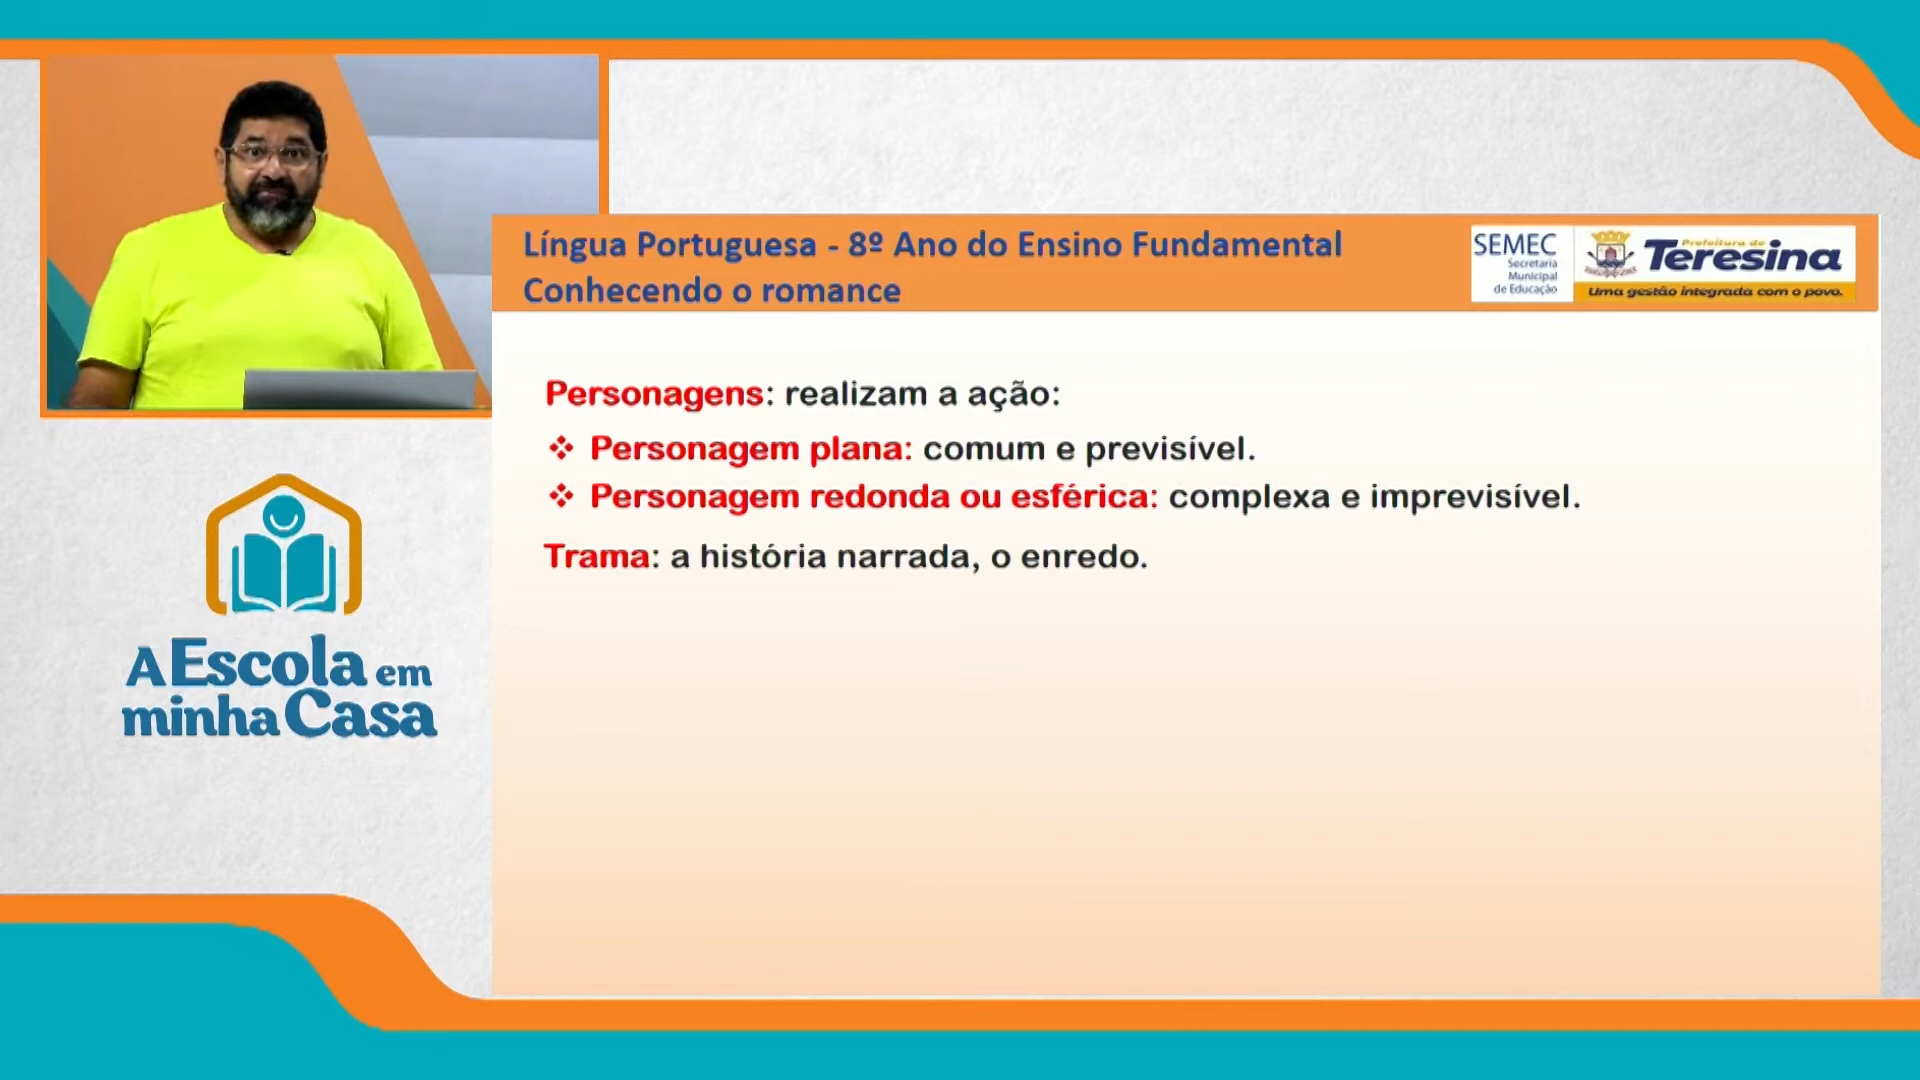 Língua Portuguesa - 8º Ano do Ensino Fundamental
Conhecendo o romance
SEMEC
Secretaria
Municipal
de Educação
Prefeitura de
Teresina
Uma gestão integrada com o povo.
Personagens: realizam a ação:
❖ Personagem plana: comum e previsível.
❖ Personagem redonda ou esférica: complexa e imprevisível.
Trama: a história narrada, o enredo.
A Escola em
minha Casa